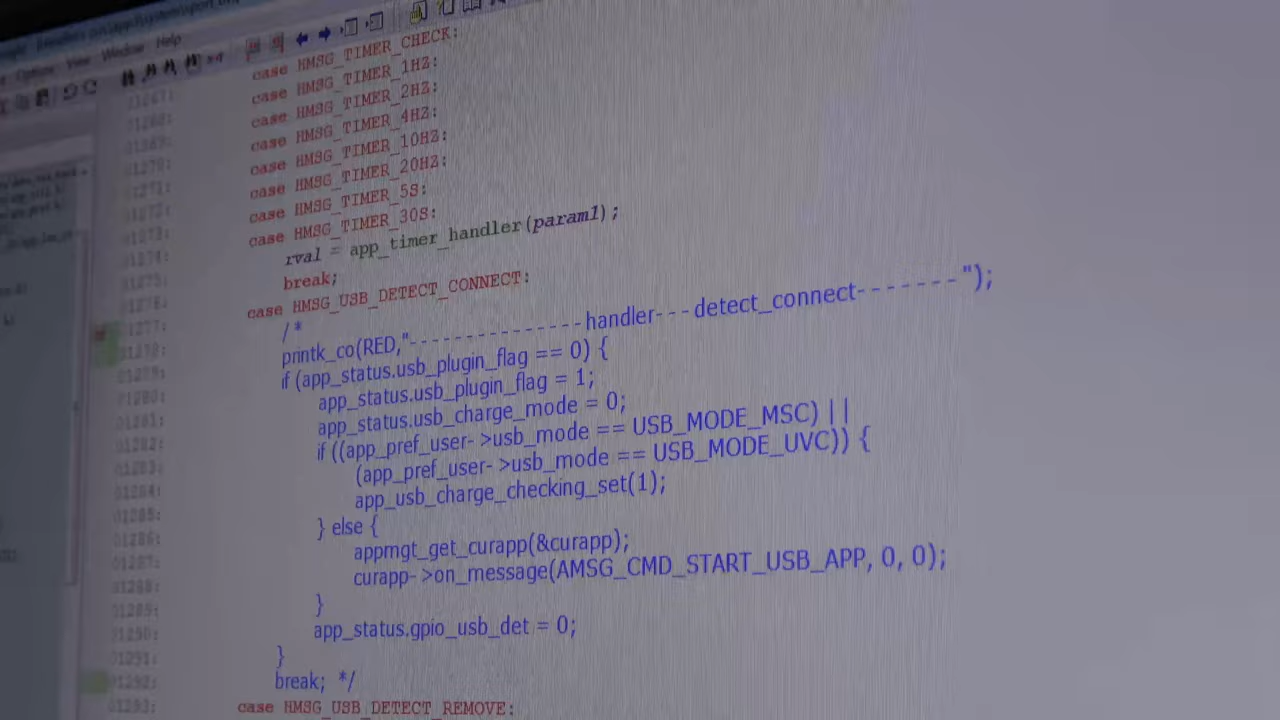 View Window Help
case HMSG_TIMER_CHECK:
case HMSG_TIMER_1HZ:
case HMSG_TIMER_2HZ:
case HMSG_TIMER_4HZ:
case HMSG_TIMER_10HZ:
case HMSG_TIMER_20HZ:
case HMSG_TIMER_5S:
case HMSG_TIMER_30S:
rval = app_timer_handler(param1);
break;
case HMSG_USB_DETECT_CONNECT:
/*
printk_co(RED,"--------------handler---detect_connect-------");
if (app_status.usb_plugin_flag == 0) {
app_status.usb_plugin_flag = 1;
app_status.usb_charge_mode = 0;
if ((app_pref_user->usb_mode == USB_MODE_MSC) ||
(app_pref_user->usb_mode == USB_MODE_UVC)) {
app_usb_charge_checking_set(1);
} else {
appmgt_get_curapp(&curapp);
curapp->on_message(AMSG_CMD_START_USB_APP, 0, 0);
}
app_status.gpio_usb_det = 0;
}
break; */
case HMSG_USB_DETECT_REMOVE: